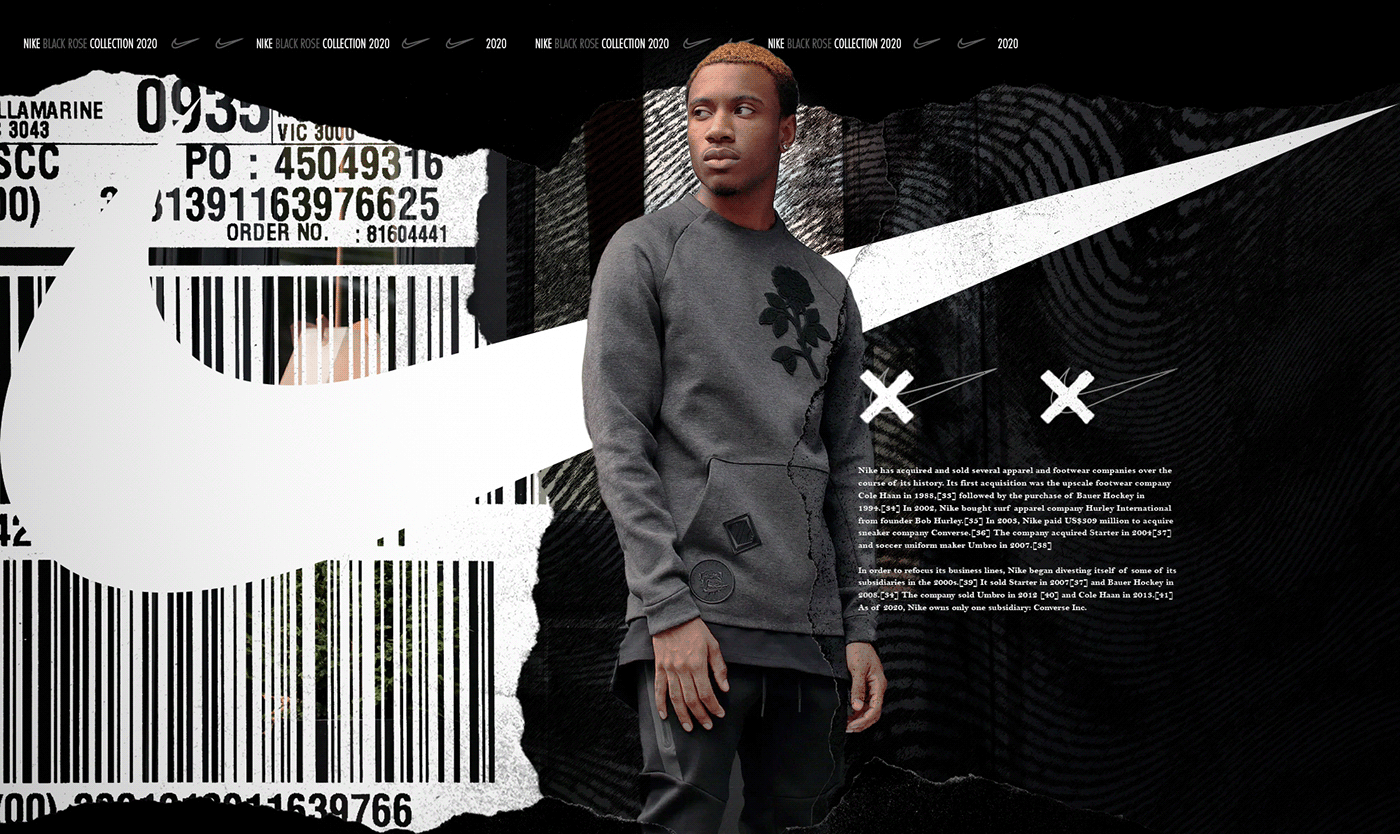 NIKE BLACK ROSE COLLECTION 2020 NIKE BLACK ROSE COLLECTION 2020 2020 NIKE BLACK ROSE COLLECTION 2020 NIKE BLACK ROSE COLLECTION 2020 2020
LLAMARINE
3043
0935
VIC 3000
SCC
PO : 45049316
00)
91163976625
ORDER NO. : 81604441
42
(00)
1639766
Nike has acquired and sold several apparel and footwear companies over the
course of its history. Its first acquisition was the upscale footwear company
Cole Haan in 1988,[33] followed by the purchase of Bauer Hockey in
1994.[34] In 2002, Nike bought surf apparel company Hurley International
from founder Bob Hurley.[35] In 2003, Nike paid US$309 million to acquire
sneaker company Converse.[36] The company acquired Starter in 2004[37]
and soccer uniform maker Umbro in 2007.[38]
In order to refocus its business lines, Nike began divesting itself of some of its
subsidiaries in the 2000s.[39] It sold Starter in 2007[37] and Bauer Hockey in
2008.[34] The company sold Umbro in 2012 [40] and Cole Haan in 2013.[41]
As of 2020, Nike owns only one subsidiary: Converse Inc.